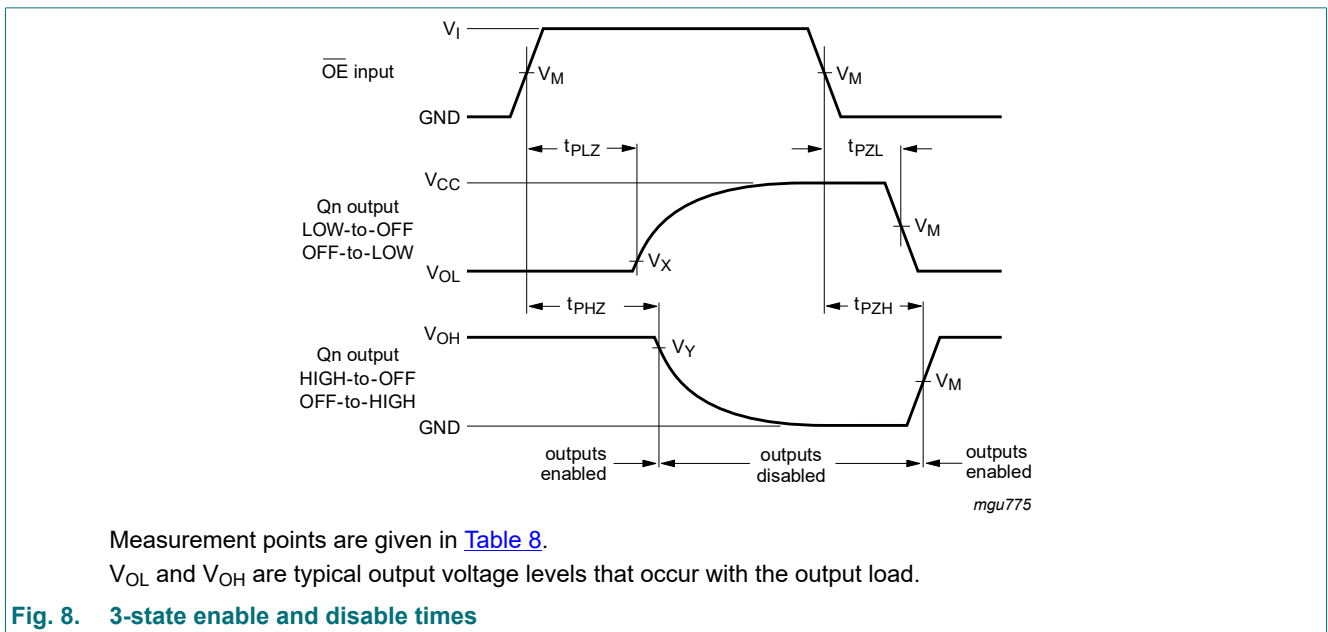 V_I
O̅E̅ input
V_M V_M
GND
t_PLZ t_PZL
V_CC
Qn output
LOW-to-OFF
OFF-to-LOW
V_M
V_X
V_OL
t_PHZ t_PZH
V_OH
V_Y
Qn output
HIGH-to-OFF
OFF-to-HIGH
V_M
GND
outputs
enabled
outputs
disabled
outputs
enabled
mgu775
Measurement points are given in Table 8.
V_OL and V_OH are typical output voltage levels that occur with the output load.
Fig. 8. 3-state enable and disable times